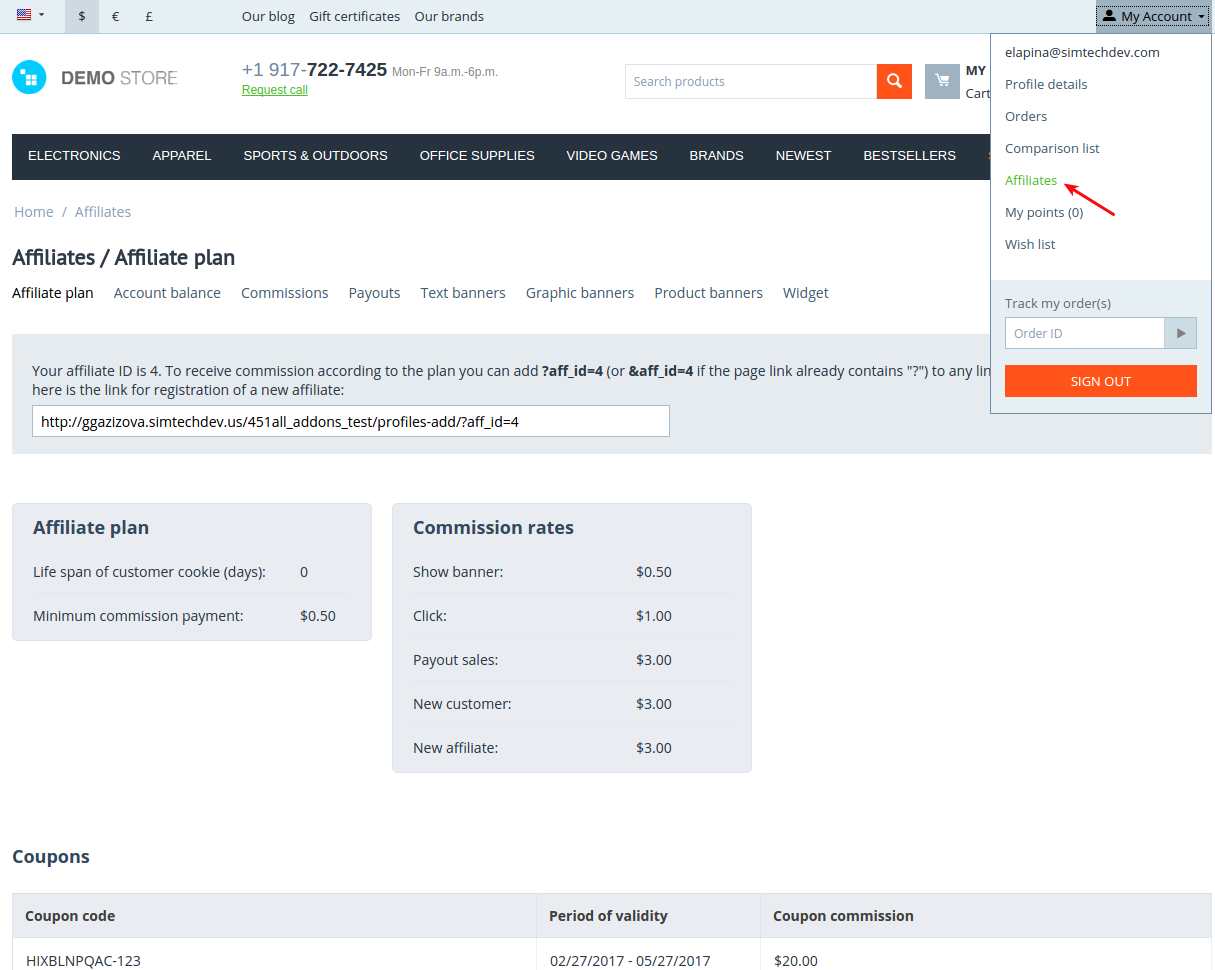 $ € £ Our blog Gift certificates Our brands My Account
elapina@simtechdev.com
Profile details
Orders
Comparison list
Affiliates
My points (0)
Wish list
Track my order(s)
Order ID
SIGN OUT
DEMO STORE
+1 917-722-7425 Mon-Fr 9a.m.-6p.m.
Request call
Search products
MY
Cart
ELECTRONICS APPAREL SPORTS & OUTDOORS OFFICE SUPPLIES VIDEO GAMES BRANDS NEWEST BESTSELLERS
Home / Affiliates
Affiliates / Affiliate plan
Affiliate plan Account balance Commissions Payouts Text banners Graphic banners Product banners Widget
Your affiliate ID is 4. To receive commission according to the plan you can add ?aff_id=4 (or &aff_id=4 if the page link already contains "?") to any
here is the link for registration of a new affiliate:
http://ggazizova.simtechdev.us/451all_addons_test/profiles-add/?aff_id=4
Affiliate plan
Life span of customer cookie (days): 0
Minimum commission payment: $0.50
Commission rates
Show banner: $0.50
Click: $1.00
Payout sales: $3.00
New customer: $3.00
New affiliate: $3.00
Coupons
Coupon code Period of validity Coupon commission
HIXBLNPQAC-123 02/27/2017 - 05/27/2017 $20.00